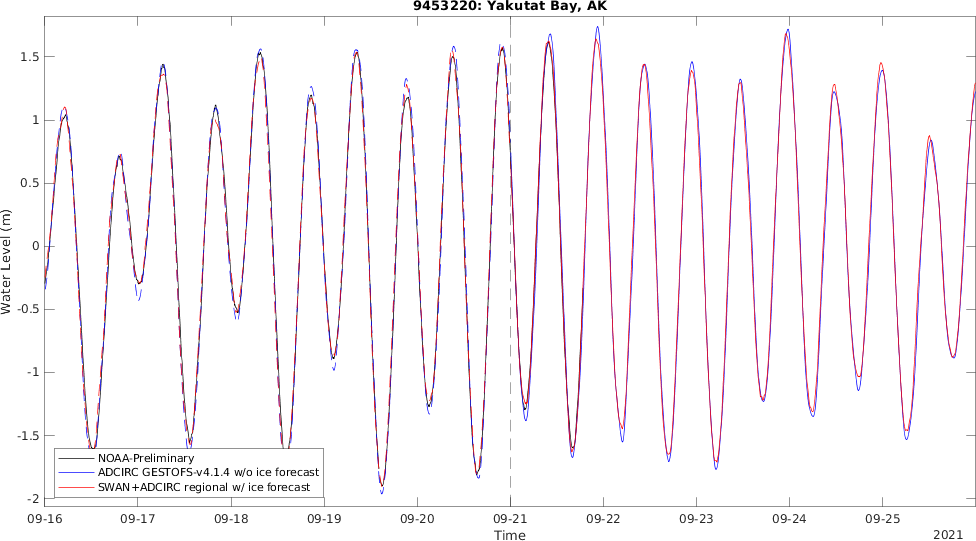 9453220: Yakutat Bay, AK
Water Level (m)
1.5
1
0.5
0
-0.5
-1
-1.5
-2
NOAA-Preliminary
ADCIRC GESTOFS-v4.1.4 w/o ice forecast
SWAN+ADCIRC regional w/ ice forecast
09-16 09-17 09-18 09-19 09-20 09-21 09-22 09-23 09-24 09-25
Time
2021